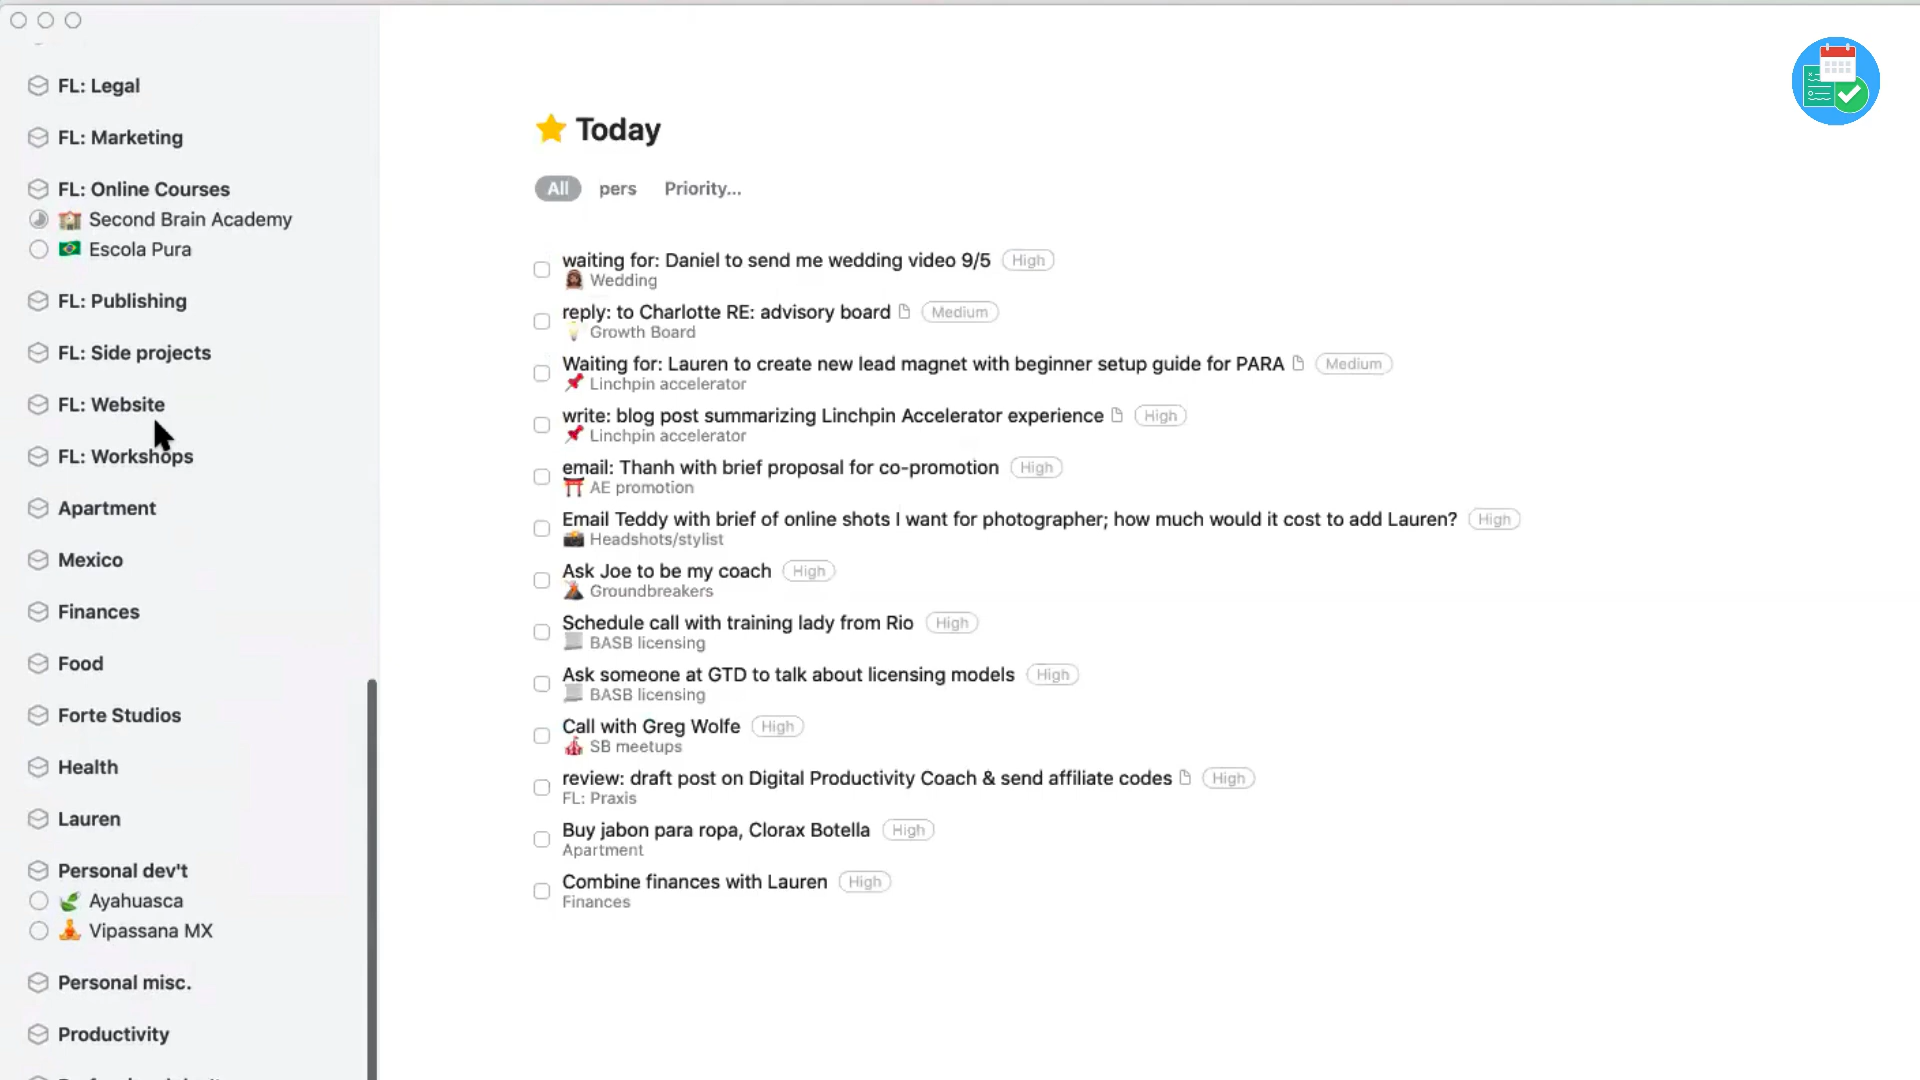 FL: Legal
FL: Marketing
FL: Online Courses
Second Brain Academy
Escola Pura
FL: Publishing
FL: Side projects
FL: Website
FL: Workshops
Apartment
Mexico
Finances
Food
Forte Studios
Health
Lauren
Personal dev't
Ayahuasca
Vipassana MX
Personal misc.
Productivity
Today
All pers Priority...
waiting for: Daniel to send me wedding video 9/5 High
Wedding
reply: to Charlotte RE: advisory board Medium
Growth Board
Waiting for: Lauren to create new lead magnet with beginner setup guide for PARA Medium
Linchpin accelerator
write: blog post summarizing Linchpin Accelerator experience High
Linchpin accelerator
email: Thanh with brief proposal for co-promotion High
AE promotion
Email Teddy with brief of online shots I want for photographer; how much would it cost to add Lauren? High
Headshots/stylist
Ask Joe to be my coach High
Groundbreakers
Schedule call with training lady from Rio High
BASB licensing
Ask someone at GTD to talk about licensing models High
BASB licensing
Call with Greg Wolfe High
SB meetups
review: draft post on Digital Productivity Coach & send affiliate codes High
FL: Praxis
Buy jabon para ropa, Clorax Botella High
Apartment
Combine finances with Lauren High
Finances